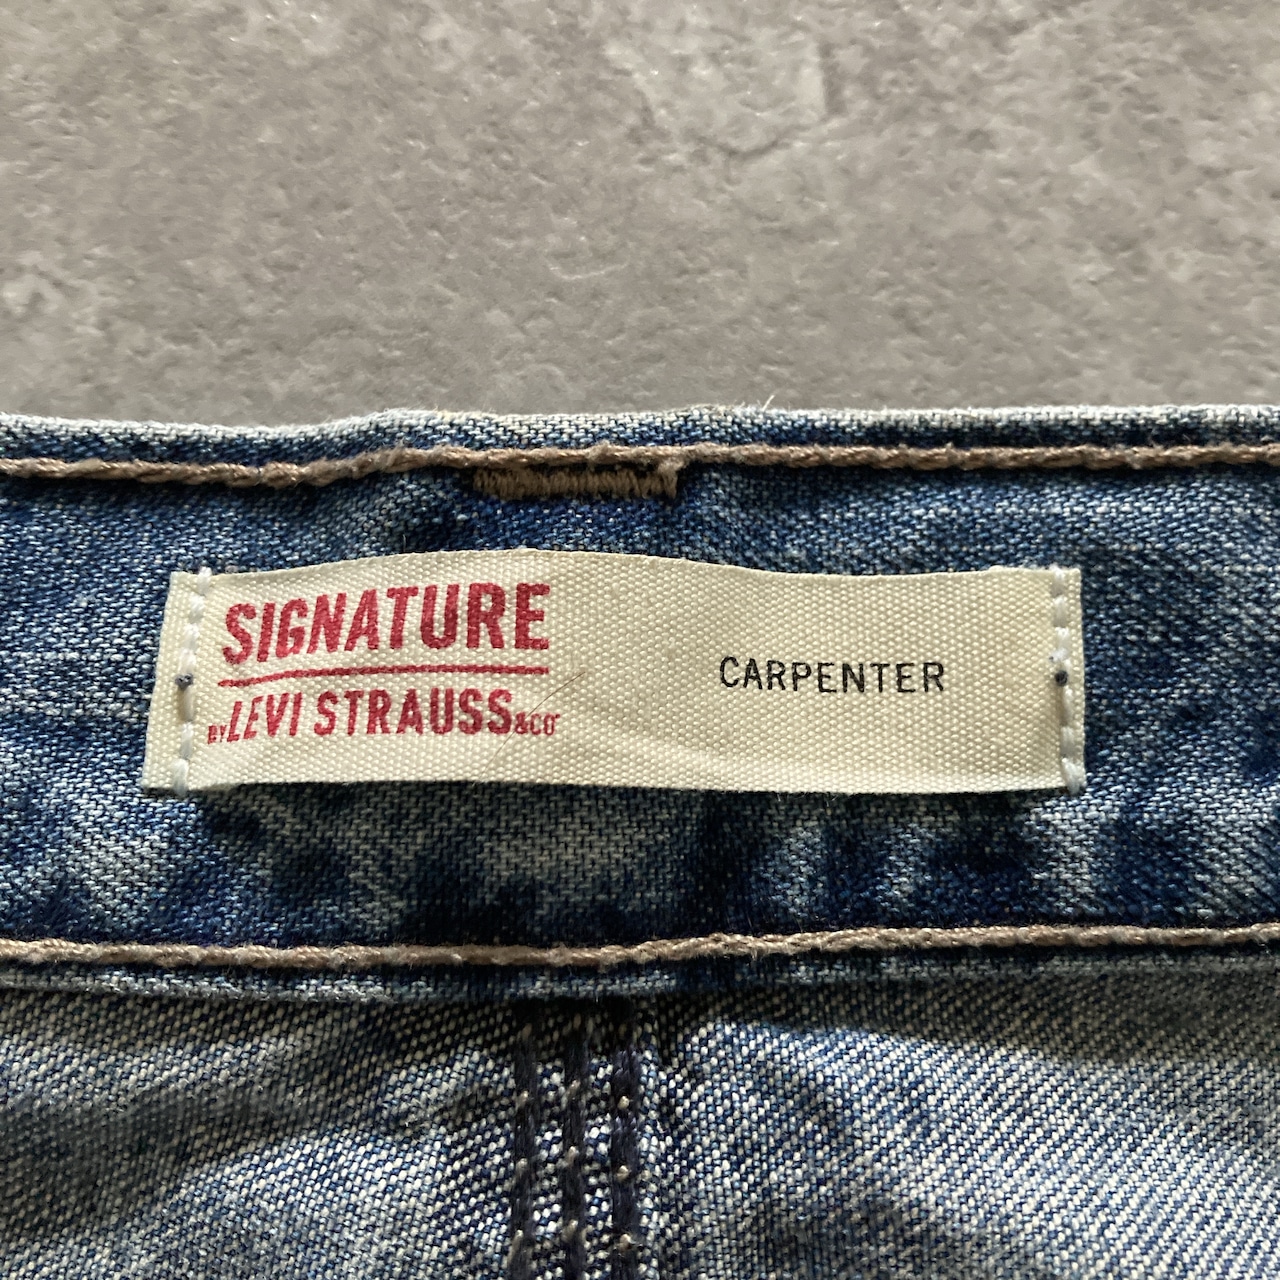 SIGNATURE
BY LEVI STRAUSS & CO
CARPENTER